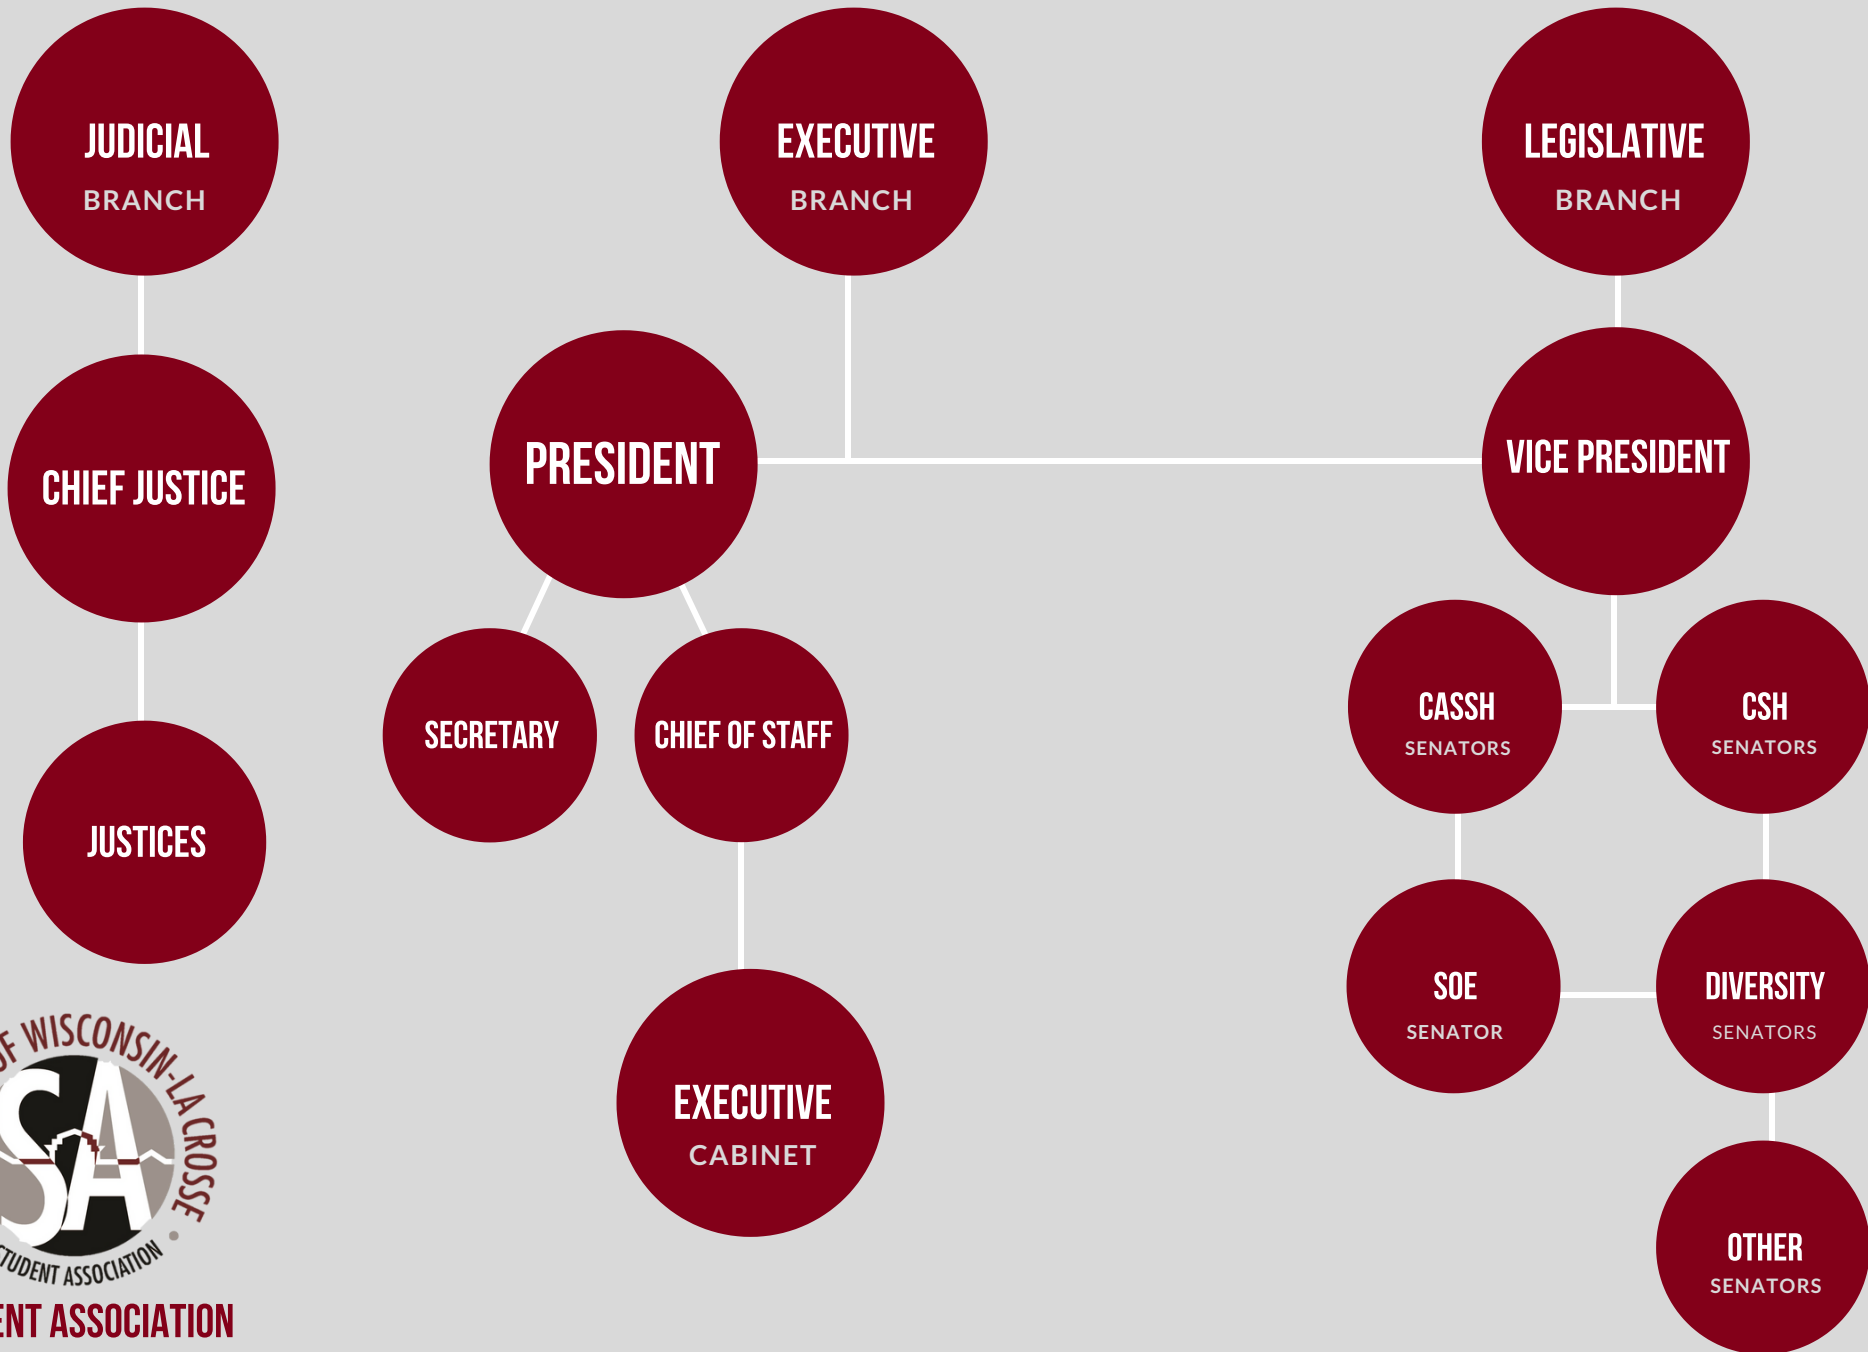 JUDICIAL
BRANCH
EXECUTIVE
BRANCH
LEGISLATIVE
BRANCH
CHIEF JUSTICE
PRESIDENT
VICE PRESIDENT
JUSTICES
SECRETARY
CHIEF OF STAFF
EXECUTIVE
CABINET
CASSH
SENATORS
CSH
SENATORS
SOE
SENATOR
DIVERSITY
SENATORS
OTHER
SENATORS
OF WISCONSIN-LA CROSSE
SA
STUDENT ASSOCIATION
ENT ASSOCIATION